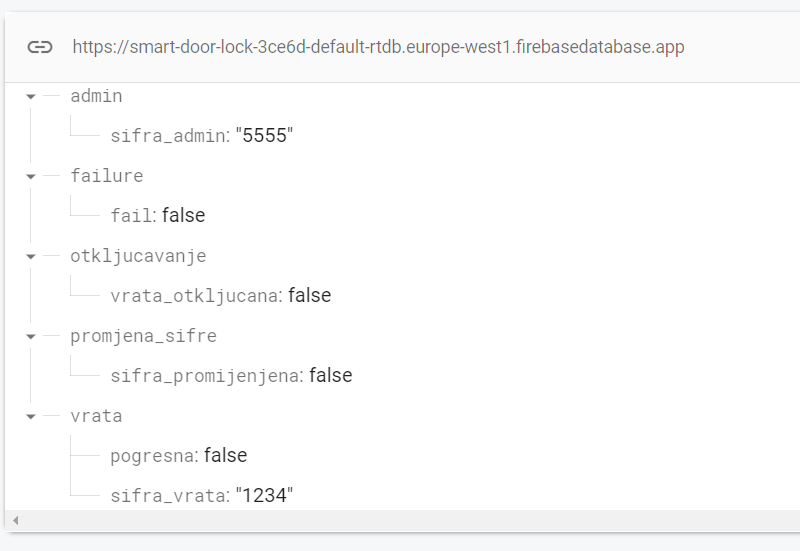 https://smart-door-lock-3ce6d-default-rtdb.europe-west1.firebasedatabase.app
admin
sifra_admin: "5555"
failure
fail: false
otkljucavanje
vrata_otkljucana: false
promjena_sifre
sifra_promijenjena: false
vrata
pogresna: false
sifra_vrata: "1234"